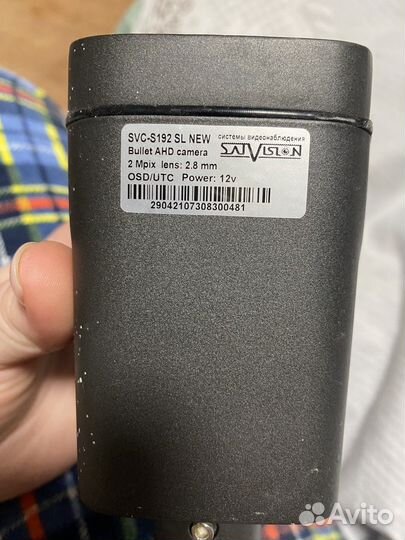 SVC-S192 SL NEW
Bullet AHD camera
2 Mpix lens: 2.8 mm
OSD/UTC Power: 12v
системы видеонаблюдения
SATVISION
29042107308300481
Avito